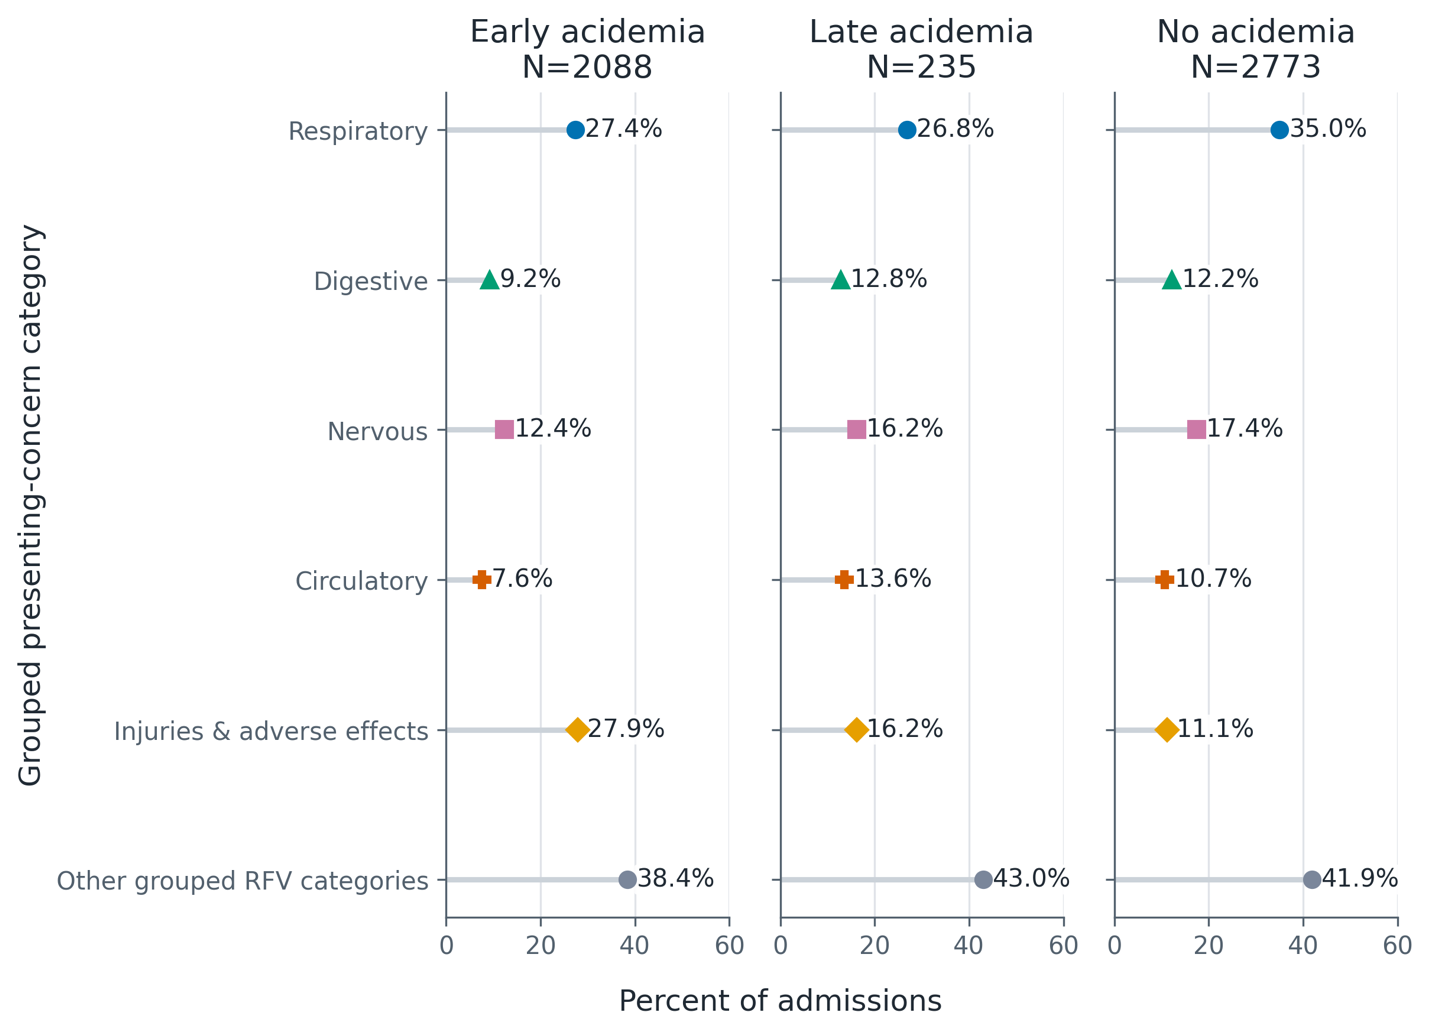 Early acidemia
N=2088
Late acidemia
N=235
No acidemia
N=2773
Grouped presenting-concern category
Respiratory
27.4%
26.8%
35.0%
Digestive
9.2%
12.8%
12.2%
Nervous
12.4%
16.2%
17.4%
Circulatory
7.6%
13.6%
10.7%
Injuries & adverse effects
27.9%
16.2%
11.1%
Other grouped RFV categories
38.4%
43.0%
41.9%
0 20 40 60
0 20 40 60
0 20 40 60
Percent of admissions